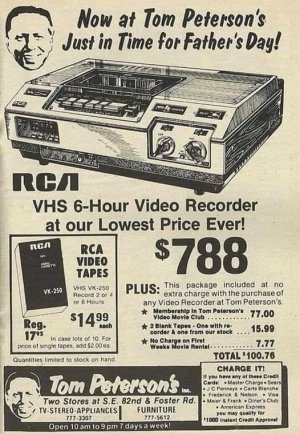 Now at Tom Peterson's
Just in Time for Father's Day!
RCA
VHS 6-Hour Video Recorder
at our Lowest Price Ever!
$788
RCA
VK-250
RCA
VIDEO
TAPES
VHS VK-250
Record 2 or 4
or 6 Hours
Reg.
17⁹⁵
$14⁹⁹
each
In case lots of 10. For
price of single tapes, add $2.00 ea.
Quantities limited to stock on hand
PLUS: This package included at no
extra charge with the purchase of
any Video Recorder at Tom Peterson's.
★ Membership in Tom Peterson's
Video Movie Club 77.00
★ 2 Blank Tapes - One with re-
corder & one from our stock 15.99
★ No Charge on First
Weeks Movie Rental 7.77
TOTAL $100.76
Tom Peterson's inc.
Two Stores at S.E. 82nd & Foster Rd.
TV-STEREO-APPLIANCES
777-3307
FURNITURE
777-5612
Open 10 am to 9 pm 7 days a week!
CHARGE IT!
If you have any of these Credit
Cards: • Master Charge • Sears
• J C Penneys • Carte Blanche
• Frederick & Nelson • Visa
• Meier & Frank • Diner's Club
• American Express
you may qualify for
$1000 Instant Credit Approval